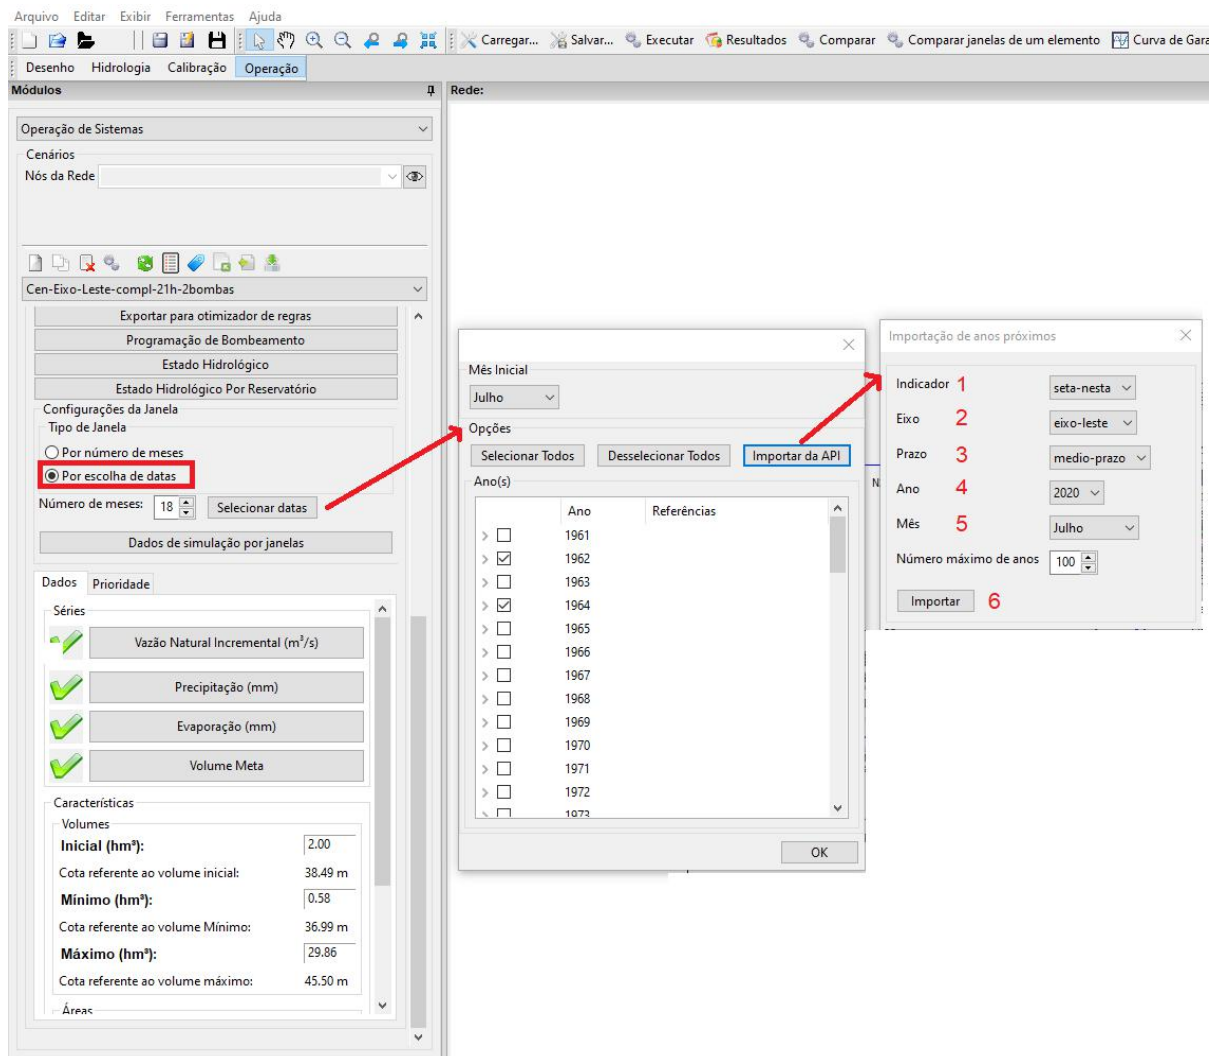 Arquivo Editar Exibir Ferramentas Ajuda
Carregar... Salvar... Executar Resultados Comparar Comparar janelas de um elemento Curva de Gara
Desenho Hidrologia Calibração Operação
Módulos
Rede:
Operação de Sistemas
Cenários
Nós da Rede
Cen-Eixo-Leste-compl-21h-2bombas
Exportar para otimizador de regras
Programação de Bombeamento
Estado Hidrológico
Estado Hidrológico Por Reservatório
Configurações da Janela
Tipo de Janela
Por número de meses
Por escolha de datas
Número de meses: 18 Selecionar datas
Dados de simulação por janelas
Dados Prioridade
Séries
Vazão Natural Incremental (m³/s)
Precipitação (mm)
Evaporação (mm)
Volume Meta
Características
Volumes
Inicial (hm³): 2.00
Cota referente ao volume inicial: 38.49 m
Mínimo (hm³): 0.58
Cota referente ao volume Mínimo: 36.99 m
Máximo (hm³): 29.86
Cota referente ao volume máximo: 45.50 m
Áreas
Mês Inicial
Julho
Opções
Selecionar Todos Desselecionar Todos Importar da API
Ano(s)
Ano Referências
1961
1962
1963
1964
1965
1966
1967
1968
1969
1970
1971
1972
1973
OK
N
Importação de anos próximos
Indicador 1 seta-nesta
Eixo 2 eixo-leste
Prazo 3 medio-prazo
Ano 4 2020
Mês 5 Julho
Número máximo de anos 100
Importar 6